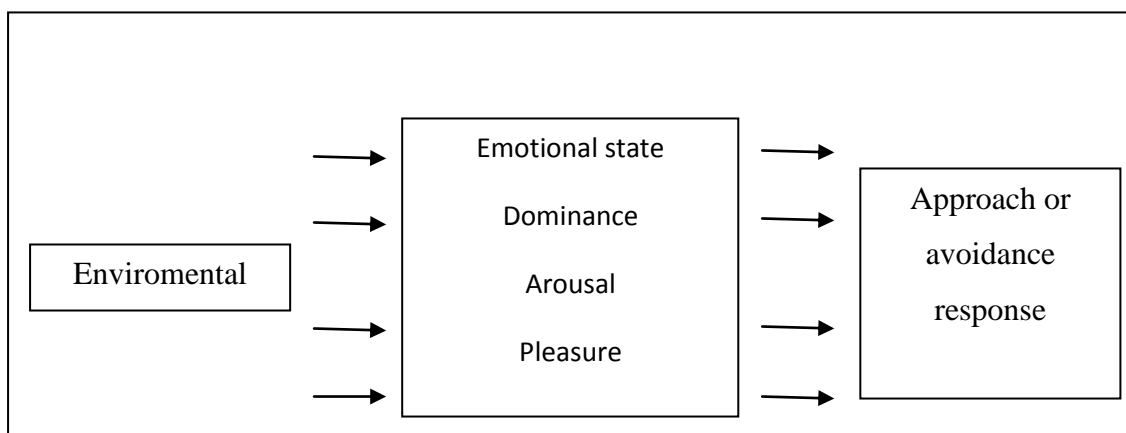 Enviromental
Emotional state
Dominance
Arousal
Pleasure
Approach or
avoidance
response